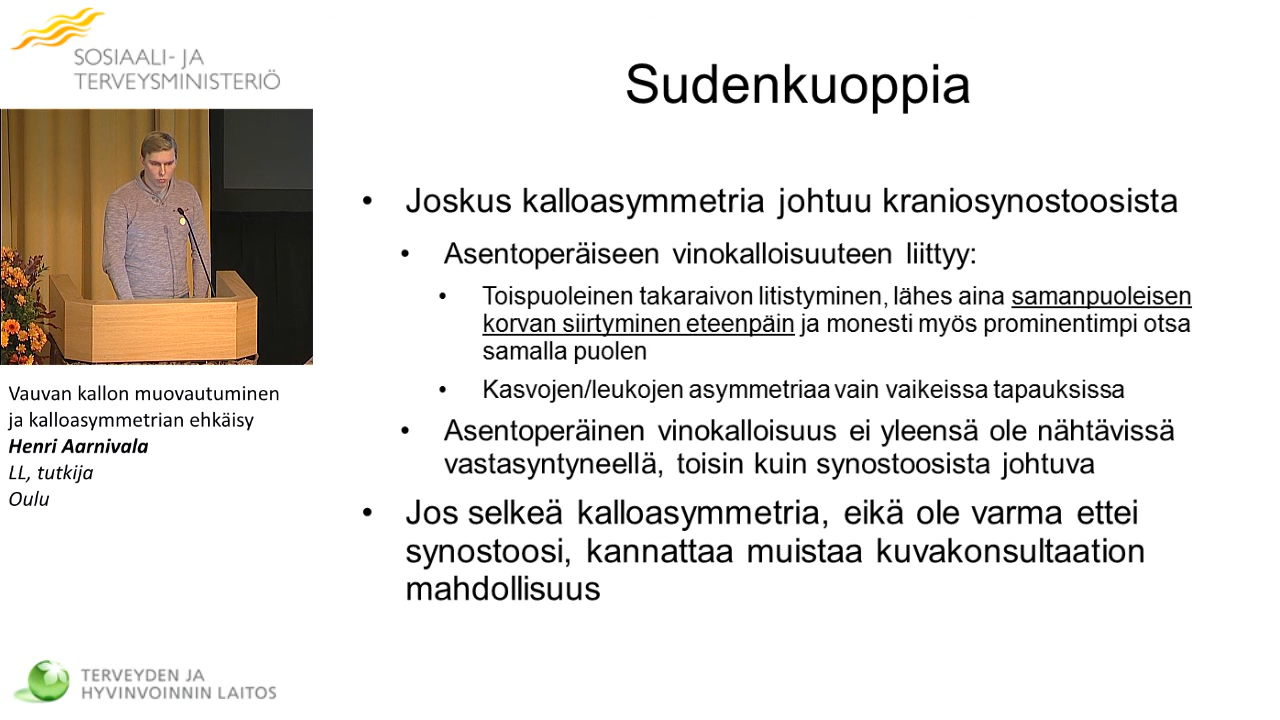 SOSIAALI- JA
TERVEYSMINISTERIÖ
Sudenkuoppia
• Joskus kalloasymmetria johtuu kraniosynostoosista
• Asentoperäiseen vinokalloisuuteen liittyy:
• Toispuoleinen takaraivon litistyminen, lähes aina samanpuoleisen
korvan siirtyminen eteenpäin ja monesti myös prominentimpi otsa
samalla puolen
• Kasvojen/leukojen asymmetriaa vain vaikeissa tapauksissa
• Asentoperäinen vinokalloisuus ei yleensä ole nähtävissä
vastasyntyneellä, toisin kuin synostoosista johtuva
• Jos selkeä kalloasymmetria, eikä ole varma ettei
synostoosi, kannattaa muistaa kuvakonsultaation
mahdollisuus
Vauvan kallon muovautuminen
ja kalloasymmetrian ehkäisy
Henri Aarnivala
LL, tutkija
Oulu
TERVEYDEN JA
HYVINVOINNIN LAITOS